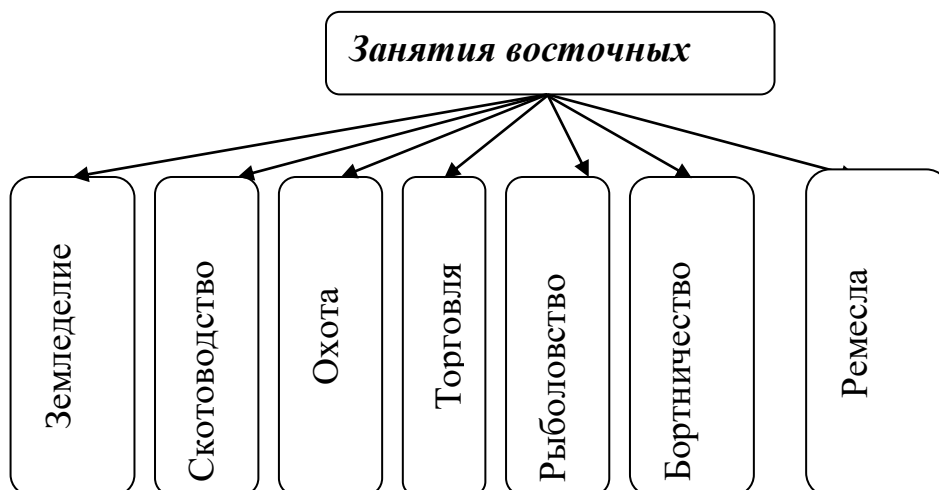 Занятия восточных
Земледелие
Скотоводство
Охота
Торговля
Рыболовство
Бортничество
Ремесла